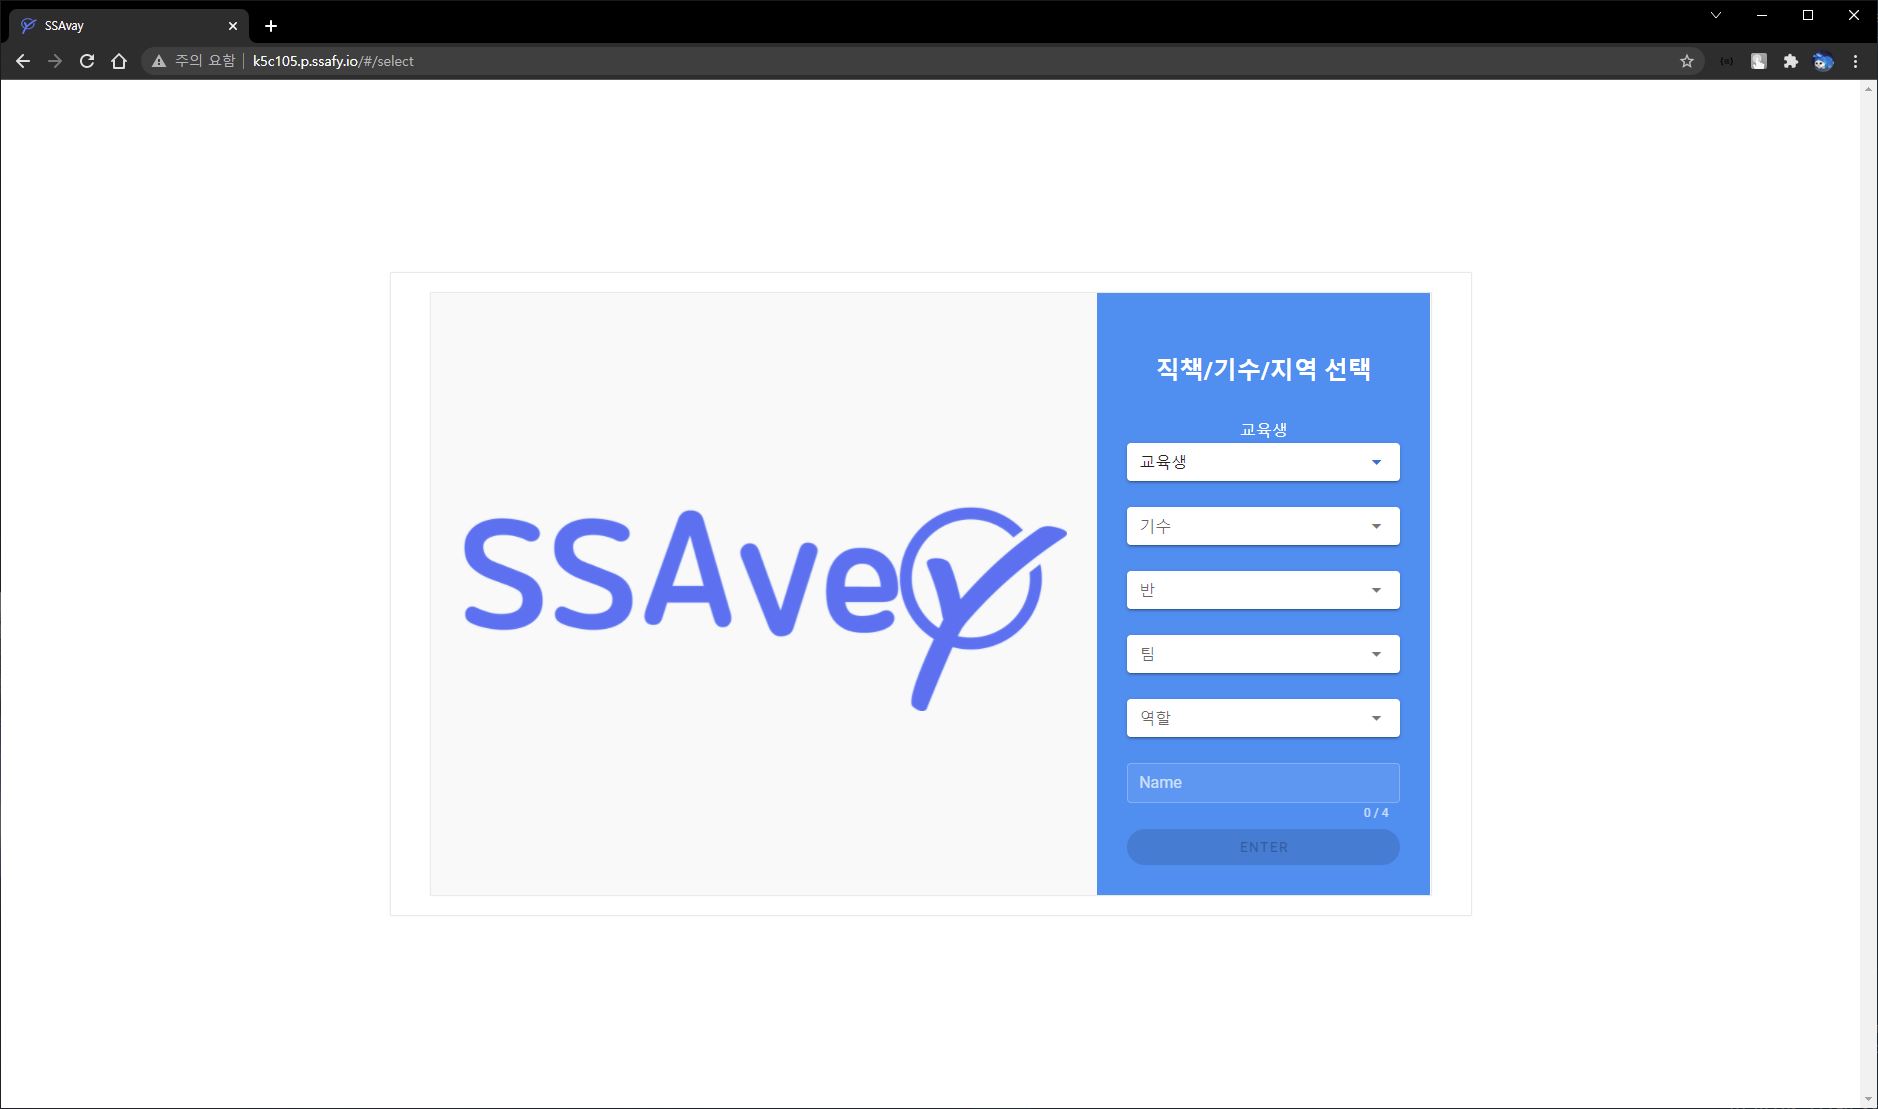 SSAvay
주의 요함 | k5c105.p.ssafy.io/#/select
SSAvey
직책/기수/지역 선택
교육생
교육생
기수
반
팀
역할
Name
0 / 4
ENTER